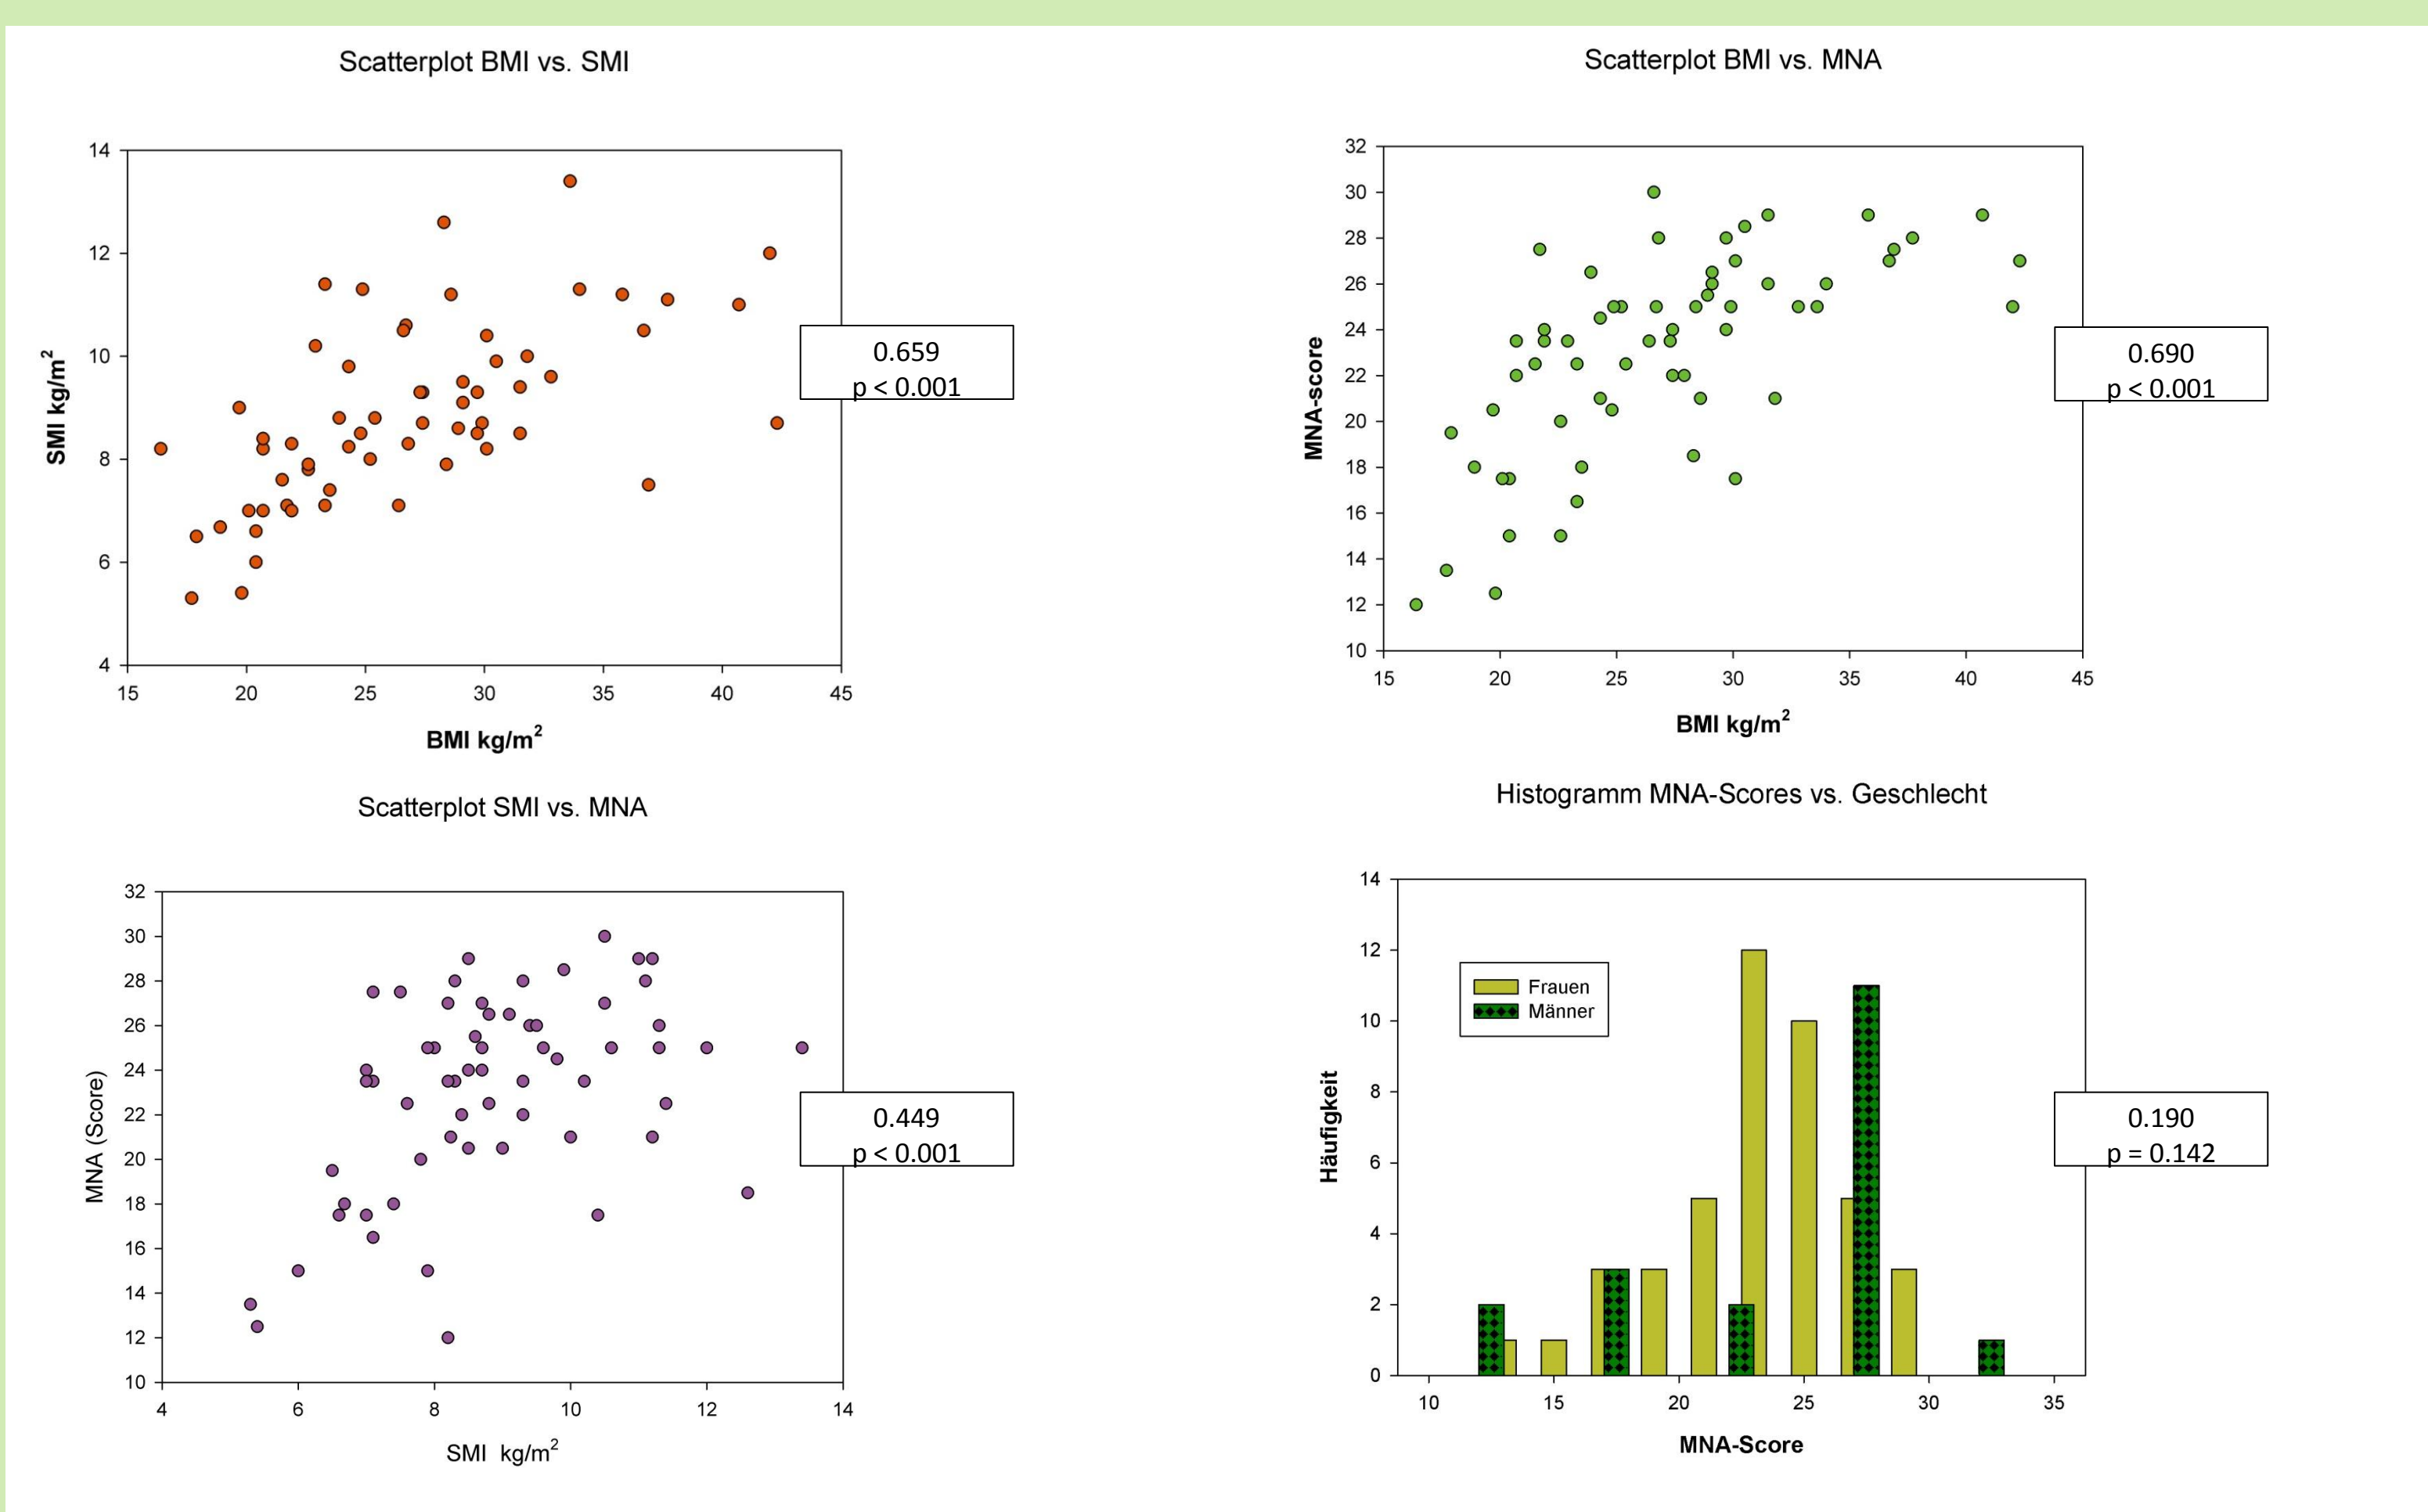 Scatterplot BMI vs. SMI
14
12
10
8
6
4
SMI kg/m²
15 20 25 30 35 40 45
BMI kg/m²
0.659
p < 0.001
Scatterplot BMI vs. MNA
32
30
28
26
24
22
20
18
16
14
12
10
MNA-score
15 20 25 30 35 40 45
BMI kg/m²
0.690
p < 0.001
Scatterplot SMI vs. MNA
32
30
28
26
24
22
20
18
16
14
12
10
MNA (Score)
4 6 8 10 12 14
SMI kg/m²
0.449
p < 0.001
Histogramm MNA-Scores vs. Geschlecht
14
12
10
8
6
4
2
0
Häufigkeit
Frauen
Männer
10 15 20 25 30 35
MNA-Score
0.190
p = 0.142